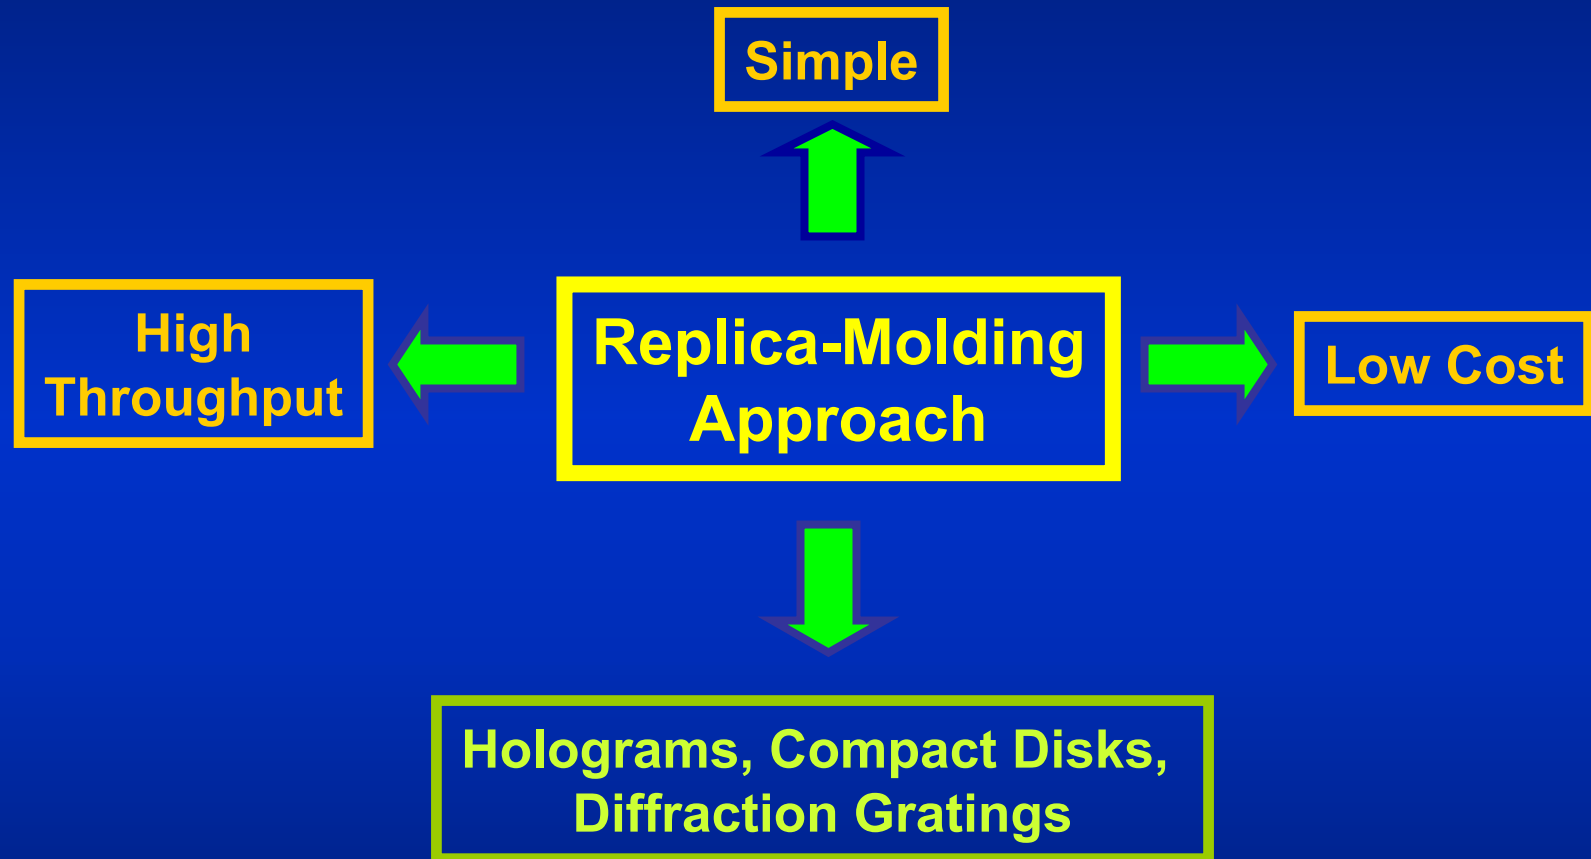 Simple
High
Throughput
Replica-Molding
Approach
Low Cost
Holograms, Compact Disks,
Diffraction Gratings